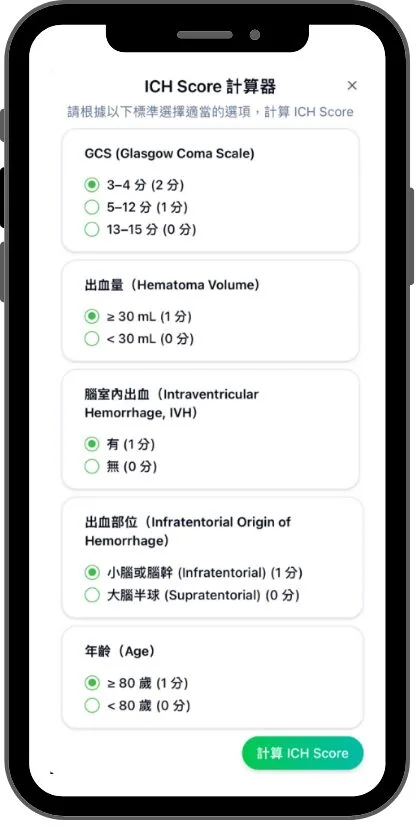 ICH Score 計算器 ×
請根據以下標準選擇適當的選項，計算 ICH Score
GCS (Glasgow Coma Scale)
3–4 分 (2 分)
5–12 分 (1 分)
13–15 分 (0 分)
出血量（Hematoma Volume）
≥ 30 mL (1 分)
< 30 mL (0 分)
腦室內出血（Intraventricular
Hemorrhage, IVH）
有 (1 分)
無 (0 分)
出血部位（Infratentorial Origin of
Hemorrhage）
小腦或腦幹 (Infratentorial) (1 分)
大腦半球 (Supratentorial) (0 分)
年齡（Age）
≥ 80 歲 (1 分)
< 80 歲 (0 分)
計算 ICH Score